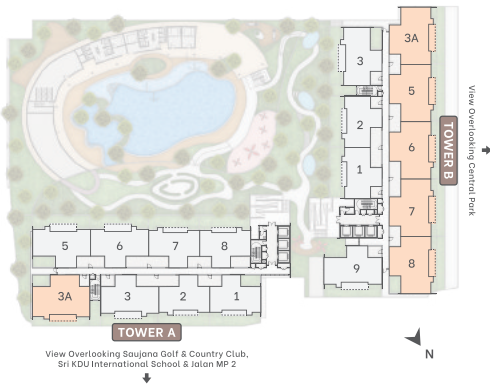 3A
3
5
2
TOWER B
View Overlooking Central Park
6
1
7
5
6
7
8
9
8
3A
3
2
1
TOWER A
View Overlooking Saujana Golf & Country Club,
Sri KDU International School & Jalan MP 2
N